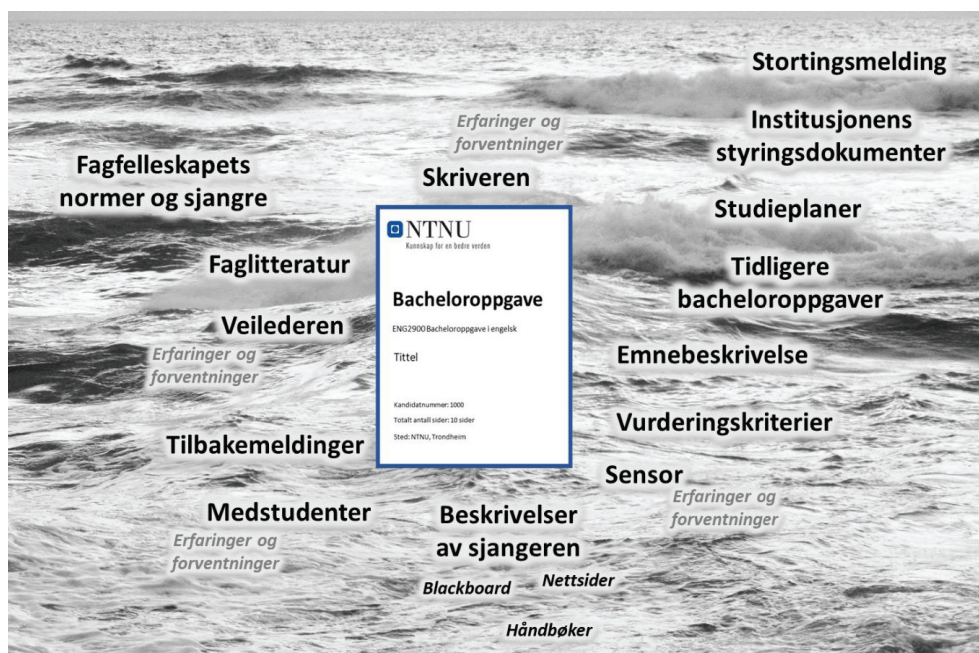 Stortingsmelding
Erfaringer og
forventninger
Institusjonens
styringsdokumenter
Fagfelleskapets
normer og sjangre
Skriveren
Studieplaner
NTNU
Kunnskap for en bedre verden
Faglitteratur
Tidligere
bacheloroppgaver
Bacheloroppgave
ENG2900 Bacheloroppgave i engelsk
Veilederen
Erfaringer og
forventninger
Tittel
Emnebeskrivelse
Kandidatnummer: 1000
Totalt antall sider: 10 sider
Sted: NTNU, Trondheim
Vurderingskriterier
Tilbakemeldinger
Sensor
Erfaringer og
forventninger
Medstudenter
Erfaringer og
forventninger
Beskrivelser
av sjangeren
Blackboard
Nettsider
Håndbøker